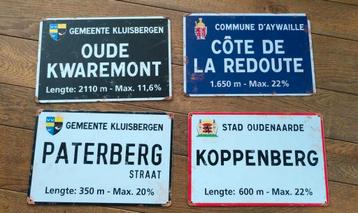 GEMEENTE KLUISBERGEN
OUDE
KWAREMONT
Lengte: 2110 m - Max. 11,6%
COMMUNE D'AYWAILLE
CÔTE DE
LA REDOUTE
1.650 m - Max. 22%
GEMEENTE KLUISBERGEN
PATERBERG
STRAAT
Lengte: 350 m - Max. 20%
STAD OUDENAARDE
KOPPENBERG
Lengte: 600 m - Max. 22%